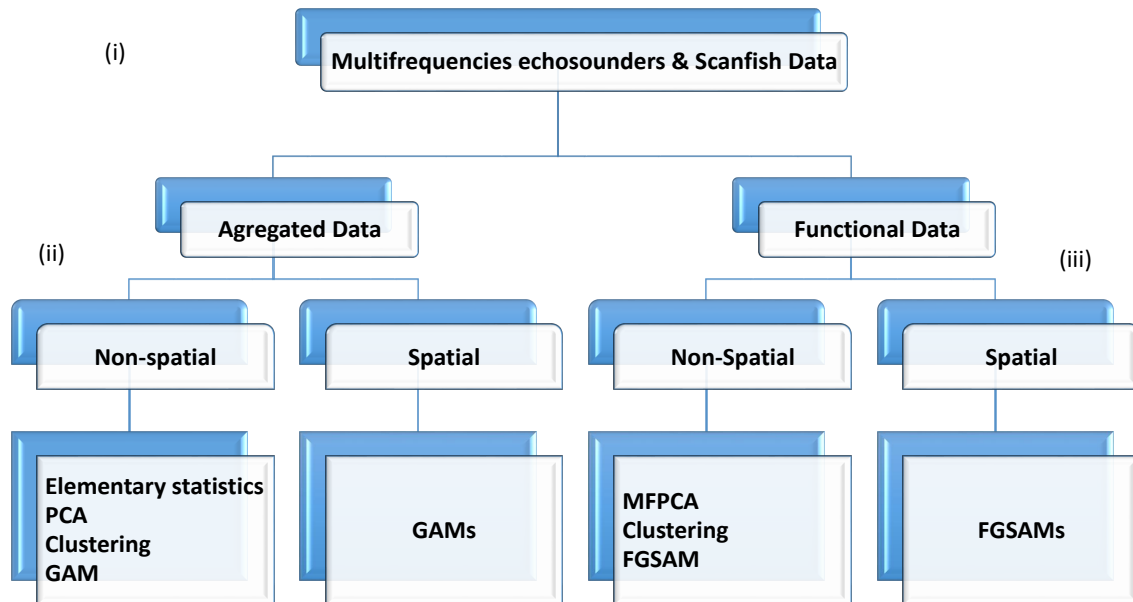 (i)
Multifrequencies echosounders & Scanfish Data
Agregated Data
Functional Data
(ii)
(iii)
Non-spatial
Spatial
Non-Spatial
Spatial
Elementary statistics
PCA
Clustering
GAM
GAMs
MFPCA
Clustering
FGSAM
FGSAMs